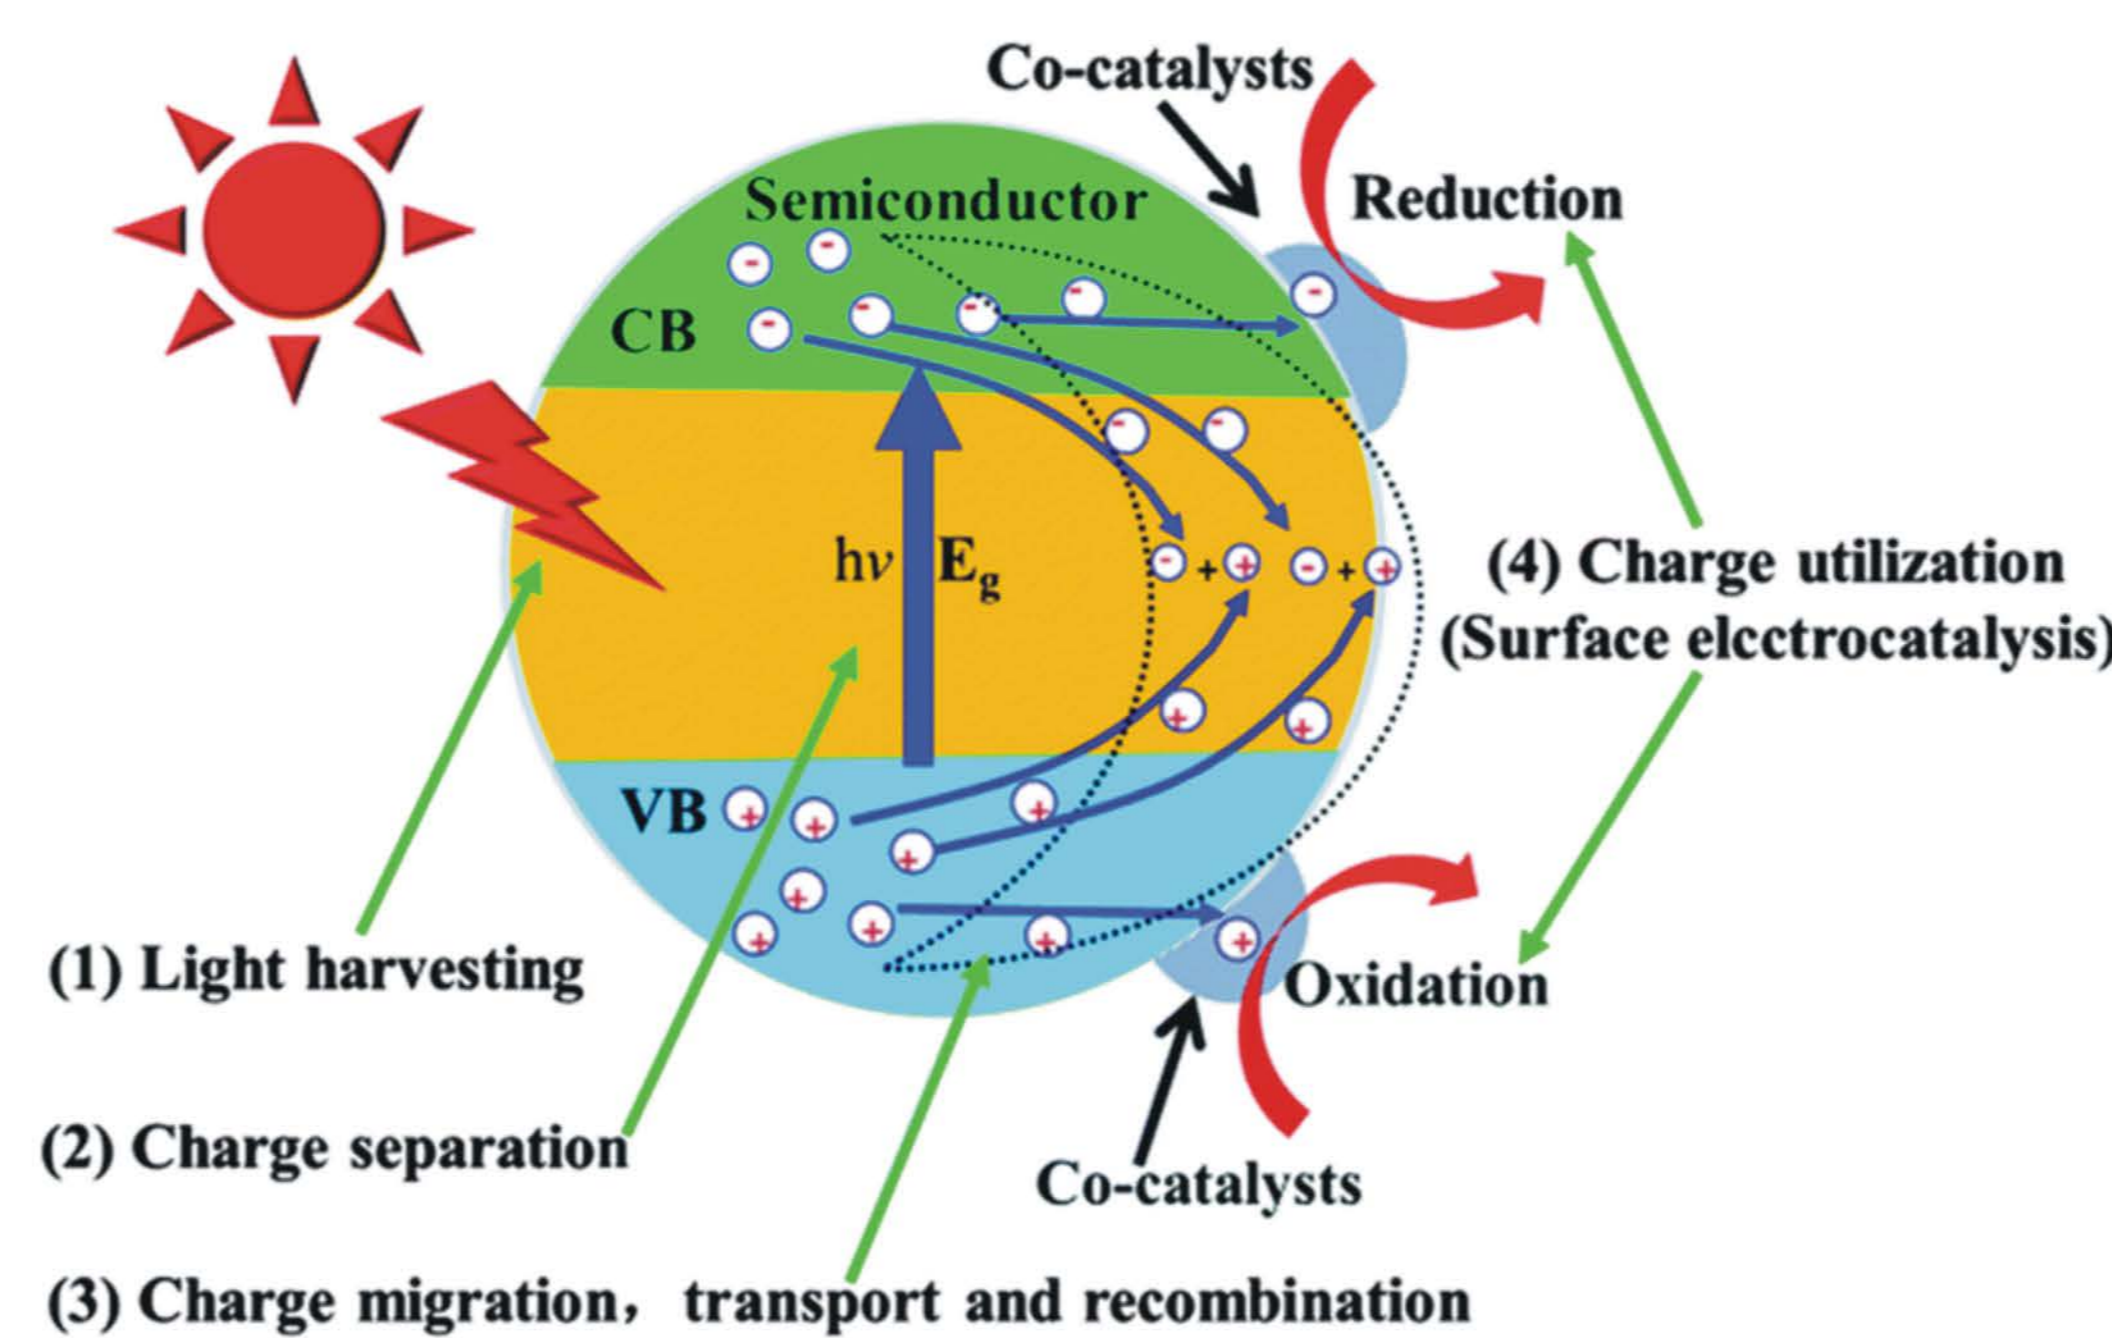 Co-catalysts
Reduction
Semiconductor
CB
hν
Eg
(4) Charge utilization
(Surface elcctrocatalysis)
VB
(1) Light harvesting
Oxidation
(2) Charge separation
Co-catalysts
(3) Charge migration, transport and recombination